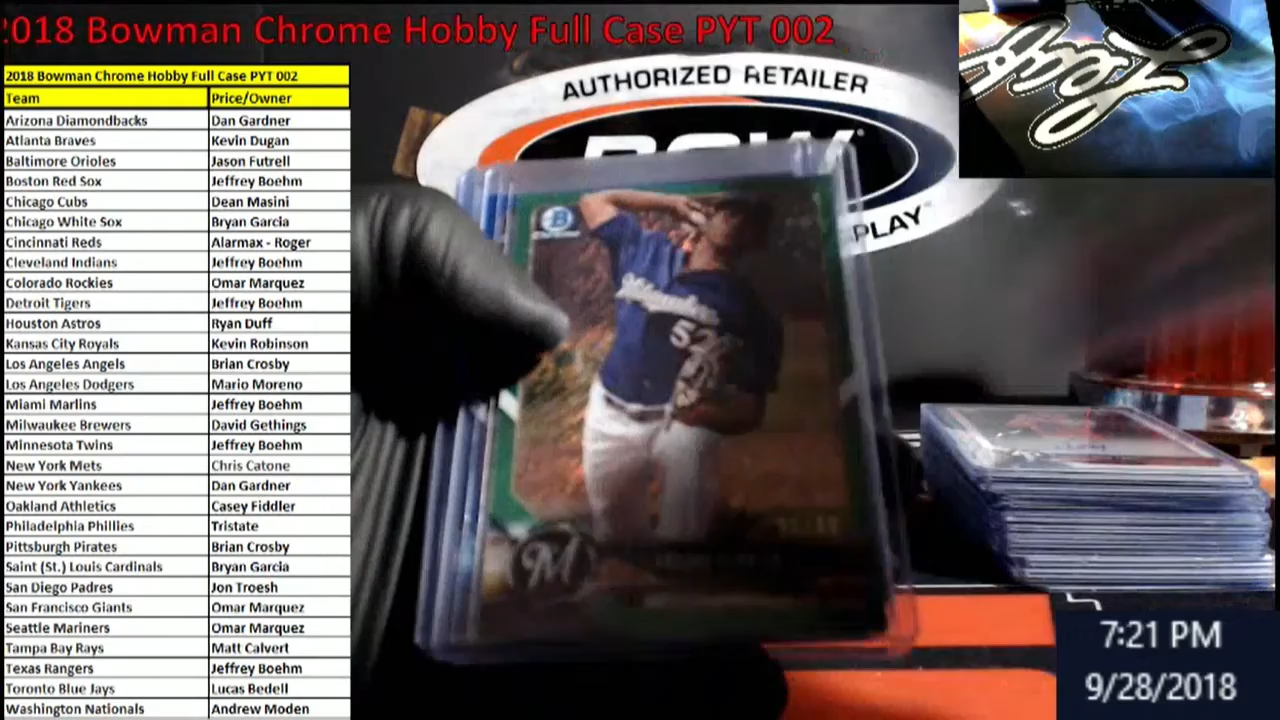 2018 Bowman Chrome Hobby Full Case PYT 002
2018 Bowman Chrome Hobby Full Case PYT 002
Team Price/Owner
Arizona Diamondbacks Dan Gardner
Atlanta Braves Kevin Dugan
Baltimore Orioles Jason Futrell
Boston Red Sox Jeffrey Boehm
Chicago Cubs Dean Masini
Chicago White Sox Bryan Garcia
Cincinnati Reds Alarmax - Roger
Cleveland Indians Jeffrey Boehm
Colorado Rockies Omar Marquez
Detroit Tigers Jeffrey Boehm
Houston Astros Ryan Duff
Kansas City Royals Kevin Robinson
Los Angeles Angels Brian Crosby
Los Angeles Dodgers Mario Moreno
Miami Marlins Jeffrey Boehm
Milwaukee Brewers David Gethings
Minnesota Twins Jeffrey Boehm
New York Mets Chris Catone
New York Yankees Dan Gardner
Oakland Athletics Casey Fiddler
Philadelphia Phillies Tristate
Pittsburgh Pirates Brian Crosby
Saint (St.) Louis Cardinals Bryan Garcia
San Diego Padres Jon Troesh
San Francisco Giants Omar Marquez
Seattle Mariners Omar Marquez
Tampa Bay Rays Matt Calvert
Texas Rangers Jeffrey Boehm
Toronto Blue Jays Lucas Bedell
Washington Nationals Andrew Moden
AUTHORIZED RETAILER
PLAY
B
M
7:21 PM
9/28/2018